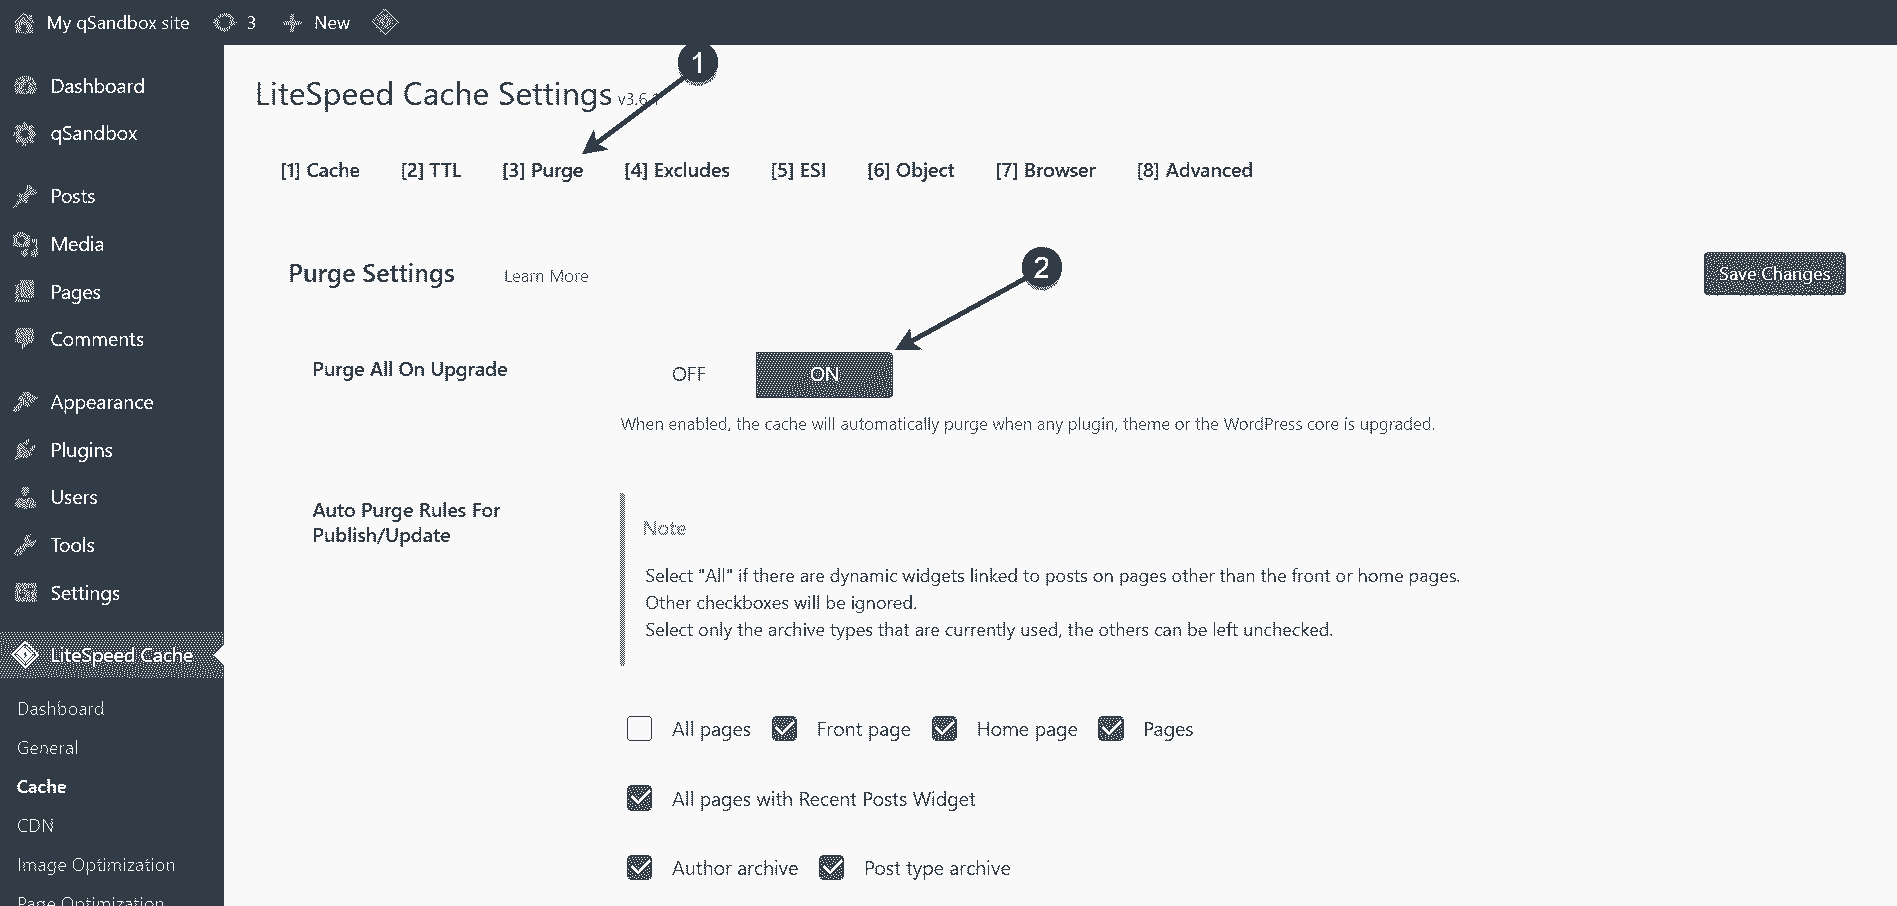 My qSandbox site 3 New
Dashboard
qSandbox
Posts
Media
Pages
Comments
Appearance
Plugins
Users
Tools
Settings
LiteSpeed Cache
Dashboard
General
Cache
CDN
Image Optimization
Page Optimization
1
LiteSpeed Cache Settings v3.6.1
[1] Cache [2] TTL [3] Purge [4] Excludes [5] ESI [6] Object [7] Browser [8] Advanced
2
Purge Settings Learn More Save Changes
Purge All On Upgrade OFF ON
When enabled, the cache will automatically purge when any plugin, theme or the WordPress core is upgraded.
Auto Purge Rules For
Publish/Update
Note
Select "All" if there are dynamic widgets linked to posts on pages other than the front or home pages.
Other checkboxes will be ignored.
Select only the archive types that are currently used, the others can be left unchecked.
All pages Front page Home page Pages
All pages with Recent Posts Widget
Author archive Post type archive